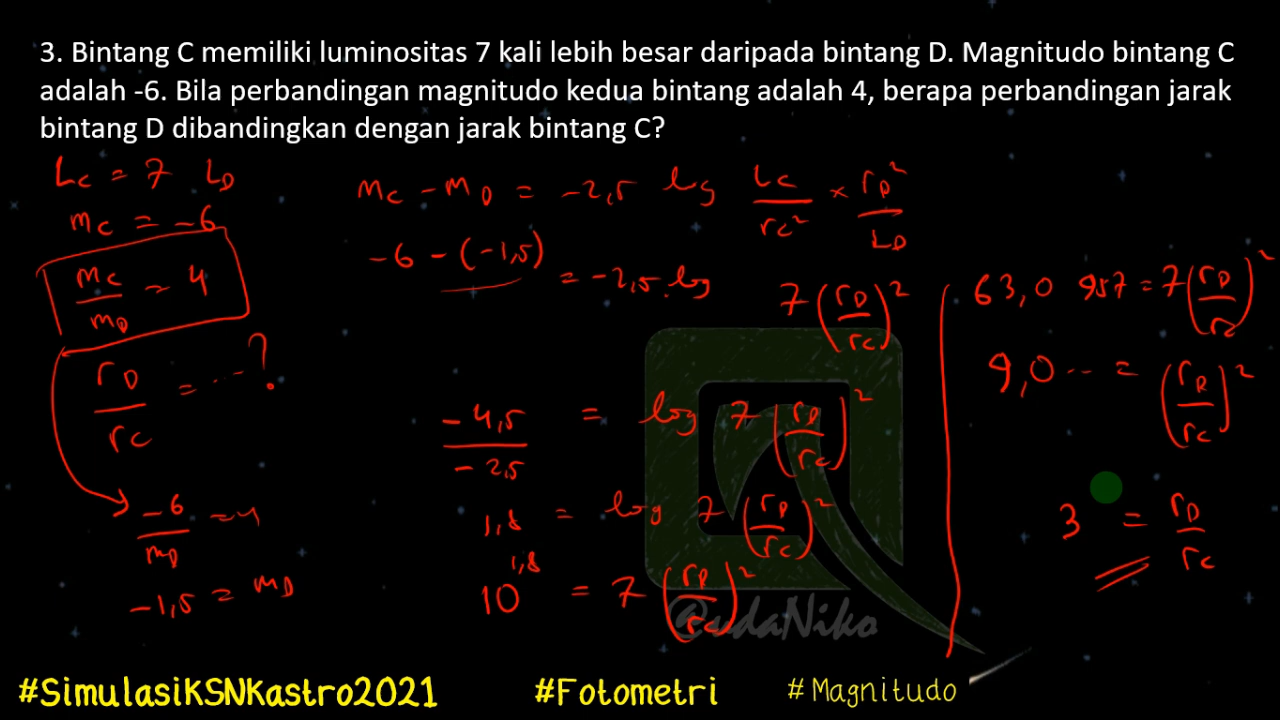 3. Bintang C memiliki luminositas 7 kali lebih besar daripada bintang D. Magnitudo bintang C
adalah -6. Bila perbandingan magnitudo kedua bintang adalah 4, berapa perbandingan jarak
bintang D dibandingkan dengan jarak bintang C?
Lc = 7 LD
mc = -6
mc/mD = 4
rD/rc = ...?
-6/mD = 4
-1,5 = mD
mc - mD = -2,5 log Lc/rc² × rD²/LD
-6 - (-1,5) = -2,5 . log 7 (rD/rc)²
-4,5/-2,5 = log 7 (rD/rc)²
1,8 = log 7 (rD/rc)²
10^1,8 = 7 (rD/rc)²
63,0 957 = 7 (rD/rc)²
9,0 ... = (rD/rc)²
3 = rD/rc
@udaNiko
#SimulasiKSNKastro2021 #Fotometri #Magnitudo